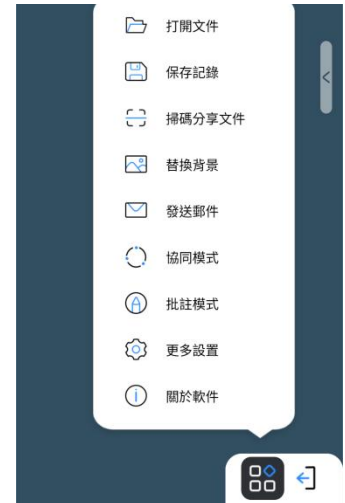 打開文件
保存記錄
掃碼分享文件
替換背景
發送郵件
協同模式
批註模式
更多設置
關於軟件